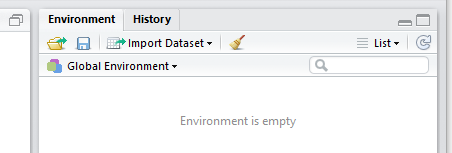 Environment History
Import Dataset List
Global Environment
Environment is empty